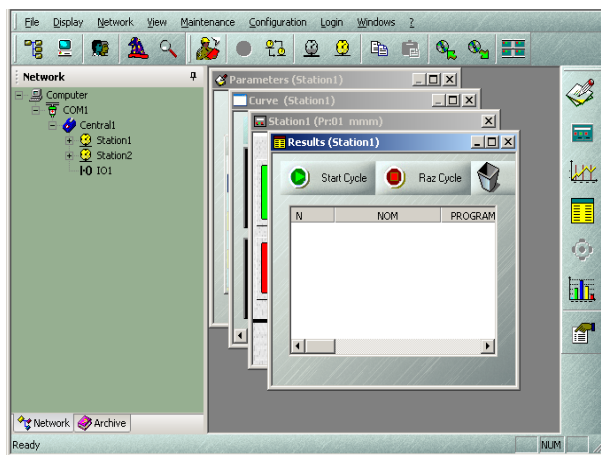 File Display Network View Maintenance Configuration Login Windows ?
Network
Computer
COM1
Central1
Station1
Station2
I-O IO1
Parameters (Station1)
Curve (Station1)
Station1 (Pr:01 mmm)
Results (Station1)
Start Cycle Raz Cycle
N NOM PROGRAM
Network Archive
Ready NUM